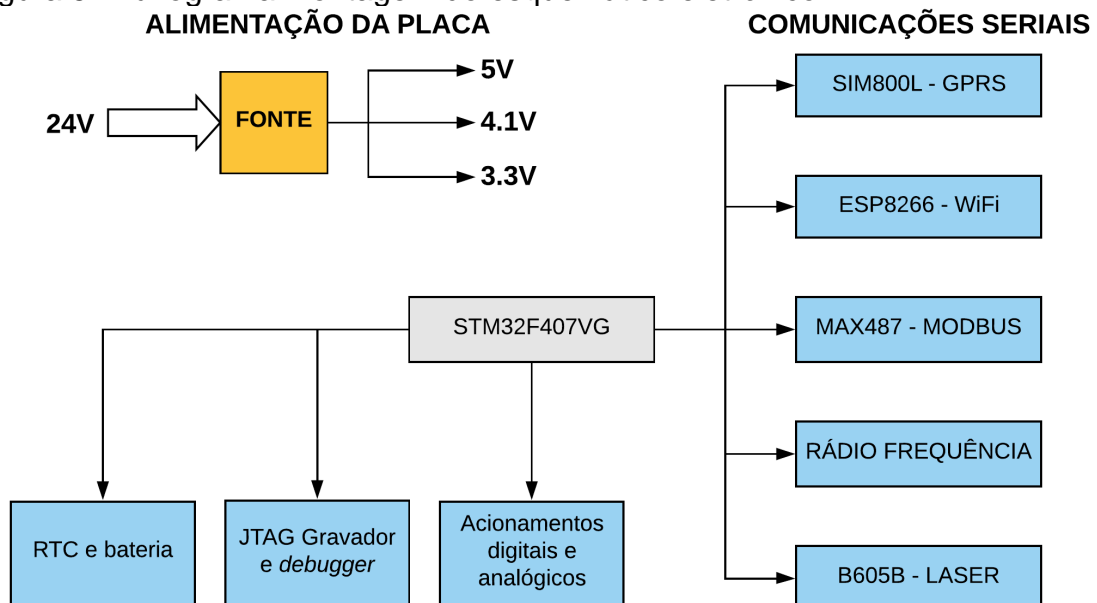 ALIMENTAÇÃO DA PLACA
COMUNICAÇÕES SERIAIS
24V
FONTE
5V
4.1V
3.3V
SIM800L - GPRS
ESP8266 - WiFi
STM32F407VG
MAX487 - MODBUS
RÁDIO FREQUÊNCIA
B605B - LASER
RTC e bateria
JTAG Gravador
e debugger
Acionamentos
digitais e
analógicos